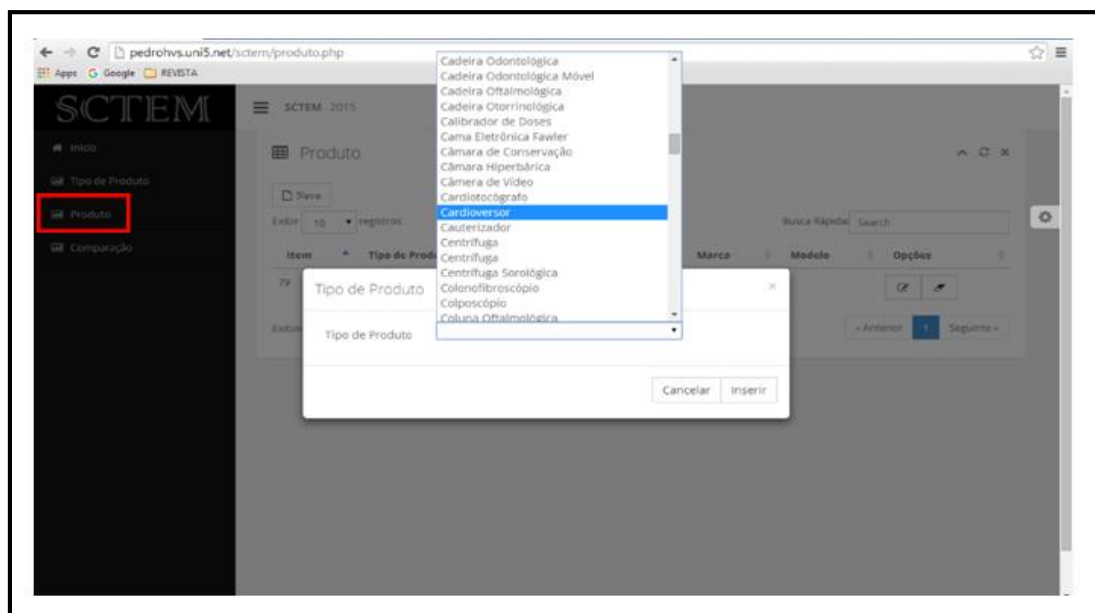 pedrohvs.uni5.net/sctem/produto.php
Apps Google REVISTA
SCTEM
SCTEM 2015
Início
Tipo de Produto
Produto
Comparação
Produto
Novo
Exibir 10 registros
Busca Rápida: Search
Item Tipo de Prod Marca Modelo Opções
79
« Anterior 1 Seguinte »
Cadeira Odontológica
Cadeira Odontológica Móvel
Cadeira Oftalmológica
Cadeira Otorrinológica
Calibrador de Doses
Cama Eletrônica Fawler
Câmara de Conservação
Câmara Hiperbárica
Câmera de Vídeo
Cardiotocógrafo
Cardioversor
Cauterizador
Centrífuga
Centrífuga
Centrífuga Sorológica
Colonofibroscópio
Colposcópio
Coluna Oftalmológica
Tipo de Produto
Tipo de Produto
Cancelar Inserir